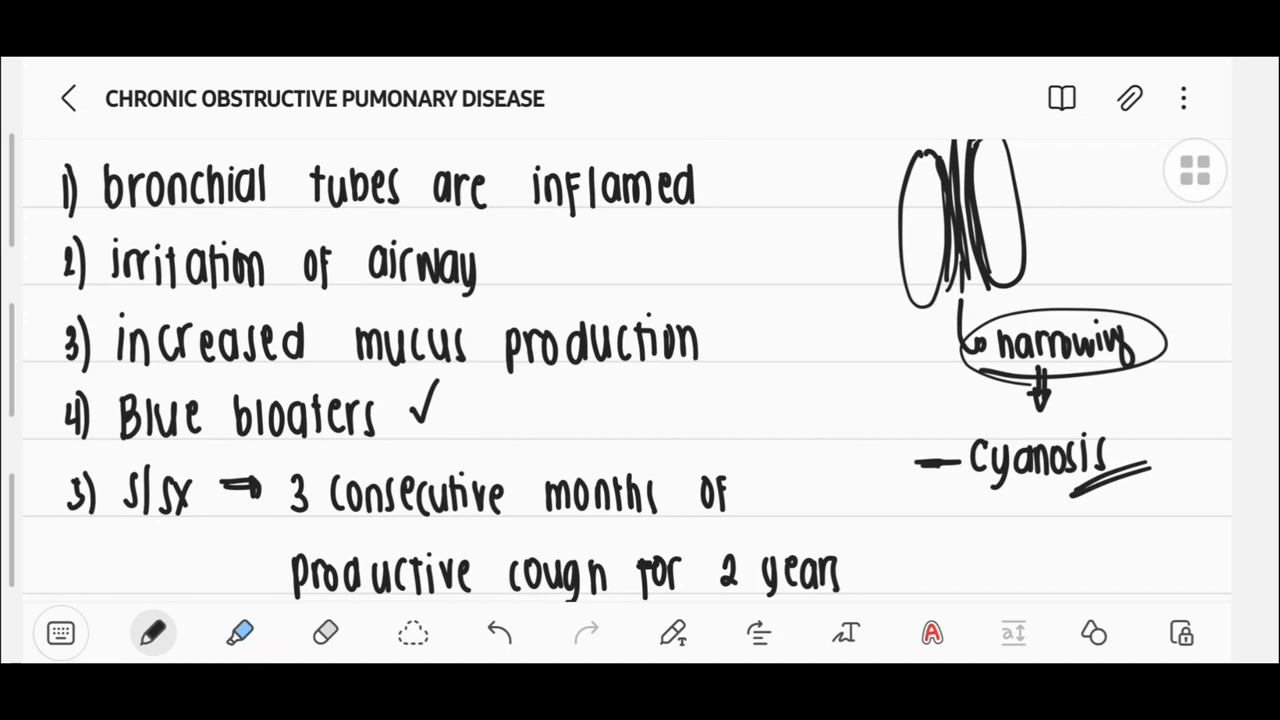 CHRONIC OBSTRUCTIVE PUMONARY DISEASE
1) bronchial tubes are inflamed
2) irritation of airway
3) increased mucus production
4) Blue bloaters ✓
5) s/sx ⇒ 3 consecutive months of
productive cough for 2 years
narrowing
- cyanosis